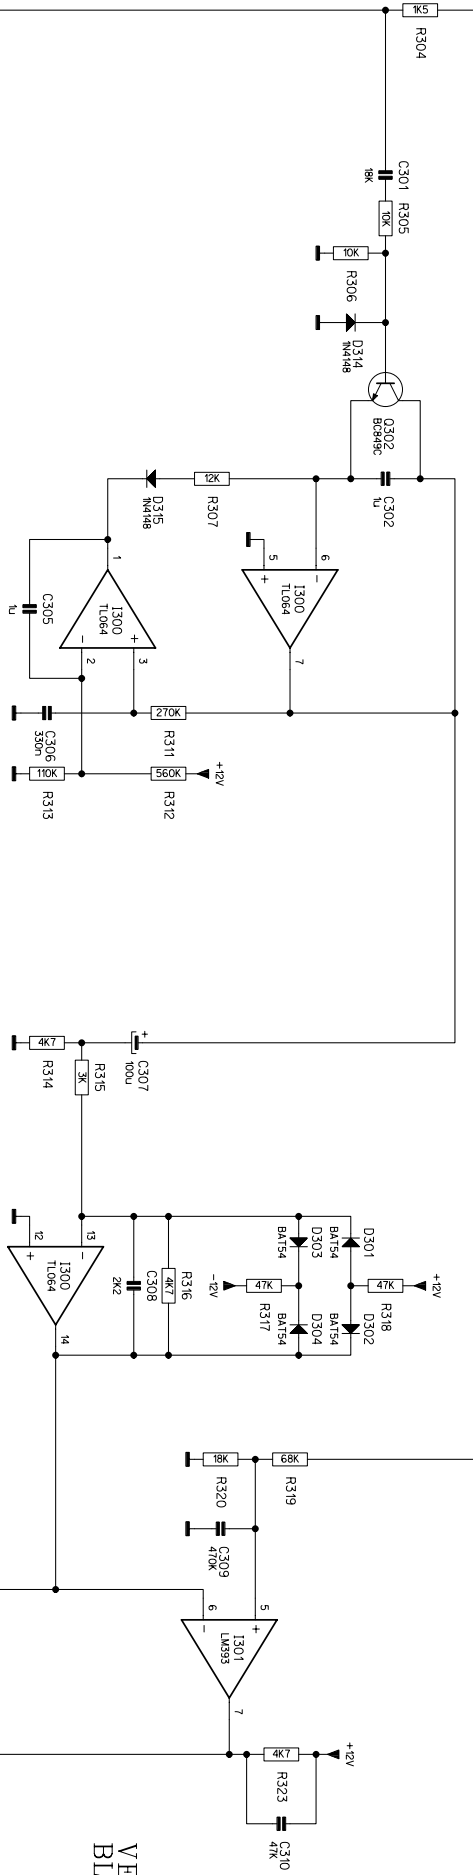 1K5
R304
C301
18K
R305
10K
10K
R306
D314
1N4148
Q302
BC849C
C302
1u
12K
R307
D315
1N4148
1
I300
TL064
2
3
C305
1u
5
6
I300
TL064
7
270K
R311
C306
330n
110K
R313
560K
R312
+12V
4K7
R314
3K
R315
+
C307
100u
12
13
I300
TL064
14
2K2
C308
4K7
R316
-12V
47K
R317
BAT54
D303
BAT54
D304
BAT54
D301
BAT54
D302
47K
R318
+12V
18K
R320
68K
R319
C309
470K
6
5
I301
LM393
7
4K7
R323
+12V
C310
47K
BL